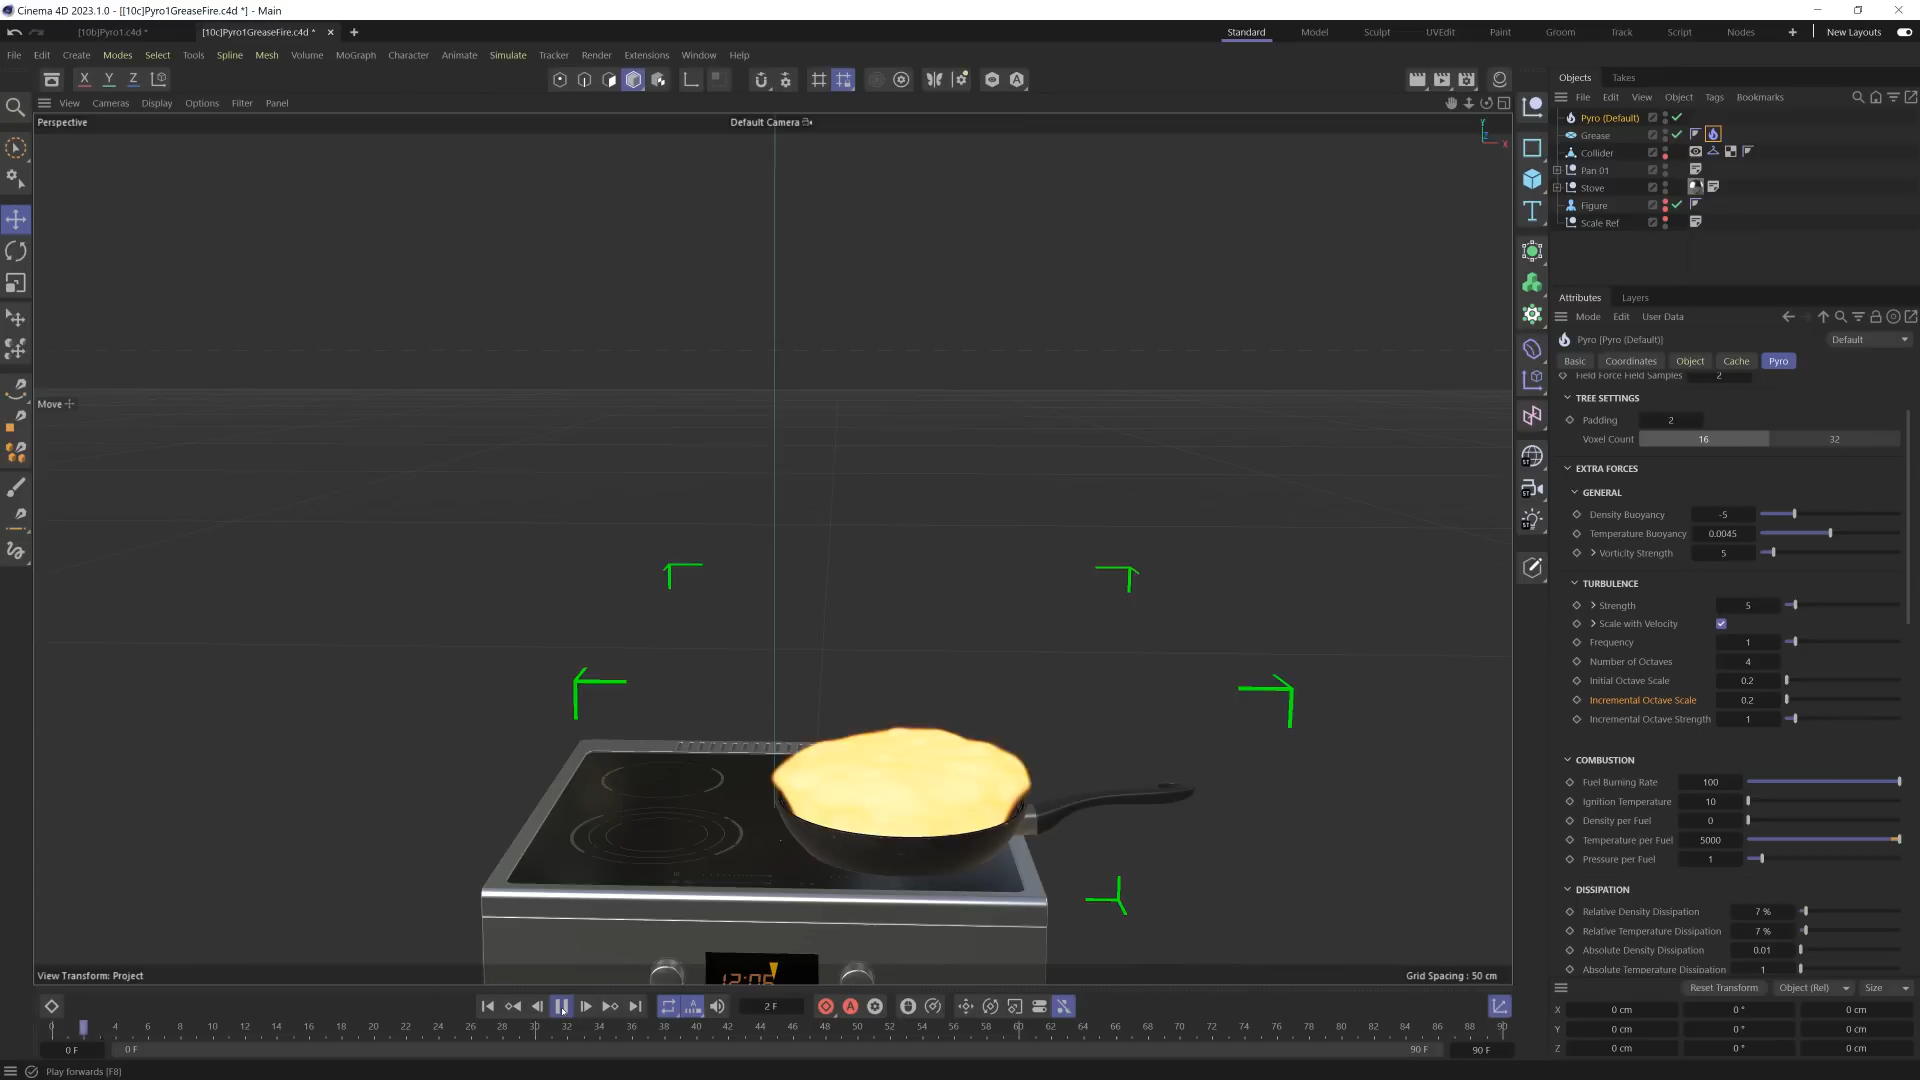 Cinema 4D 2023.1.0 - [[10c]Pyro1GreaseFire.c4d *] - Main
[10b]Pyro1.c4d *
[10c]Pyro1GreaseFire.c4d *
Standard Model Sculpt UVEdit Paint Groom Track Script Nodes New Layouts
File Edit Create Modes Select Tools Spline Mesh Volume MoGraph Character Animate Simulate Tracker Render Extensions Window Help
X Y Z
View Cameras Display Options Filter Panel
Perspective
Default Camera
Y
Z
X
Move
View Transform: Project
Grid Spacing : 50 cm
Objects Takes
File Edit View Object Tags Bookmarks
Pyro (Default)
Grease
Collider
Pan 01
Stove
Figure
Scale Ref
Attributes Layers
Mode Edit User Data
Pyro [Pyro (Default)]
Default
Basic Coordinates Object Cache Pyro
Field Force Field Samples 2
TREE SETTINGS
Padding 2
Voxel Count 16 32
EXTRA FORCES
GENERAL
Density Buoyancy -5
Temperature Buoyancy 0.0045
Vorticity Strength 5
TURBULENCE
Strength 5
Scale with Velocity
Frequency 1
Number of Octaves 4
Initial Octave Scale 0.2
Incremental Octave Scale 0.2
Incremental Octave Strength 1
COMBUSTION
Fuel Burning Rate 100
Ignition Temperature 10
Density per Fuel 0
Temperature per Fuel 5000
Pressure per Fuel 1
DISSIPATION
Relative Density Dissipation 7 %
Relative Temperature Dissipation 7 %
Absolute Density Dissipation 0.01
Absolute Temperature Dissipation 1
Reset Transform Object (Rel) Size
X 0 cm 0 ° 0 cm
Y 0 cm 0 ° 0 cm
Z 0 cm 0 ° 0 cm
2 F
0 4 6 8 10 12 14 16 18 20 22 24 26 28 30 32 34 36 38 40 42 44 46 48 50 52 54 56 58 60 62 64 66 68 70 72 74 76 78 80 82 84 86 88 90
0 F
0 F
90 F
90 F
Play forwards [F8]